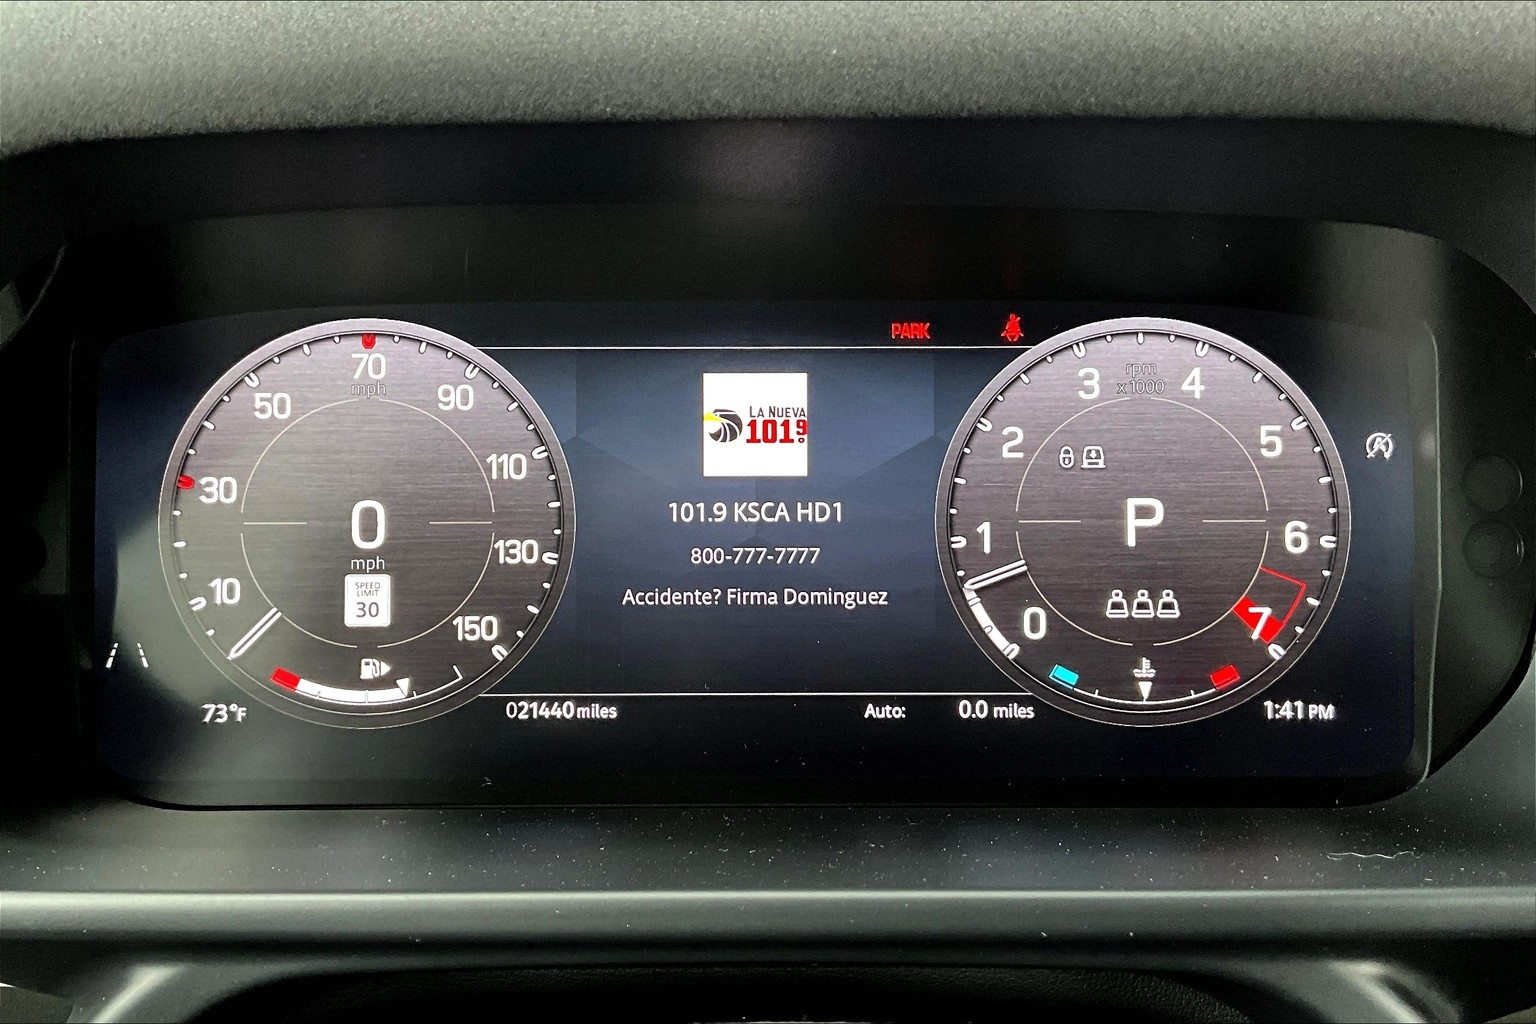 PARK
70
mph
50
90
30
110
0
mph
130
SPEED
LIMIT
30
10
150
73°F
021440 miles
LA NUEVA
101.9
101.9 KSCA HD1
800-777-7777
Accidente? Firma Dominguez
Auto: 0.0 miles
rpm
x 1000
3
4
2
5
P
1
6
0
7
1:41 PM
A